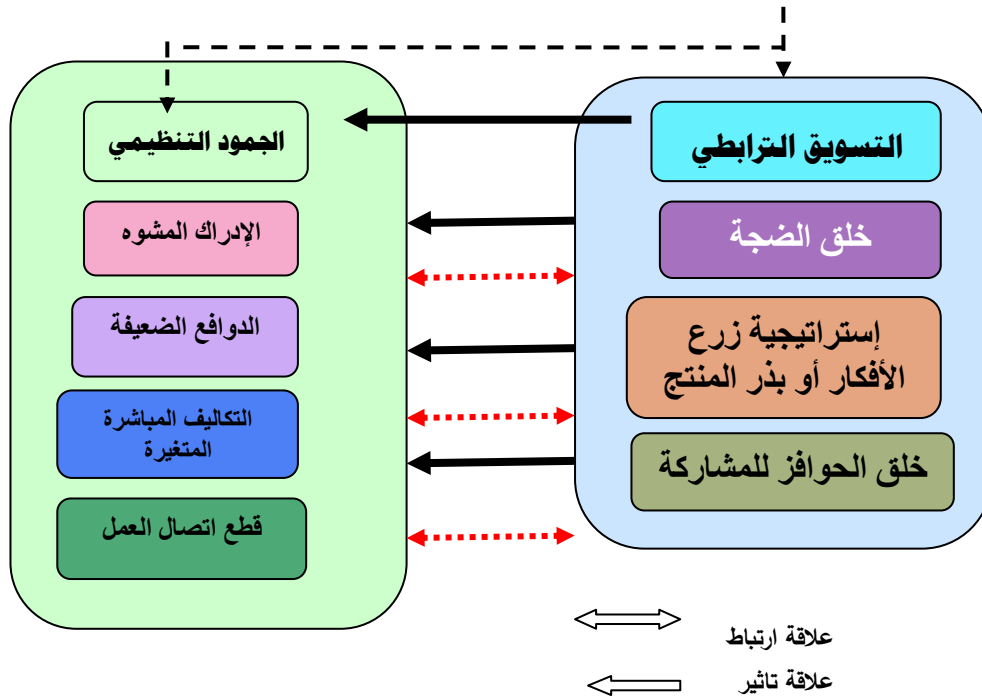 التسويق الترابطي
خلق الضجة
إستراتيجية زرع
الأفكار أو بذر المنتج
خلق الحوافز للمشاركة
الجمود التنظيمي
الإدراك المشوه
الدوافع الضعيفة
التكاليف المباشرة
المتغيرة
قطع اتصال العمل
علاقة ارتباط
علاقة تاثير